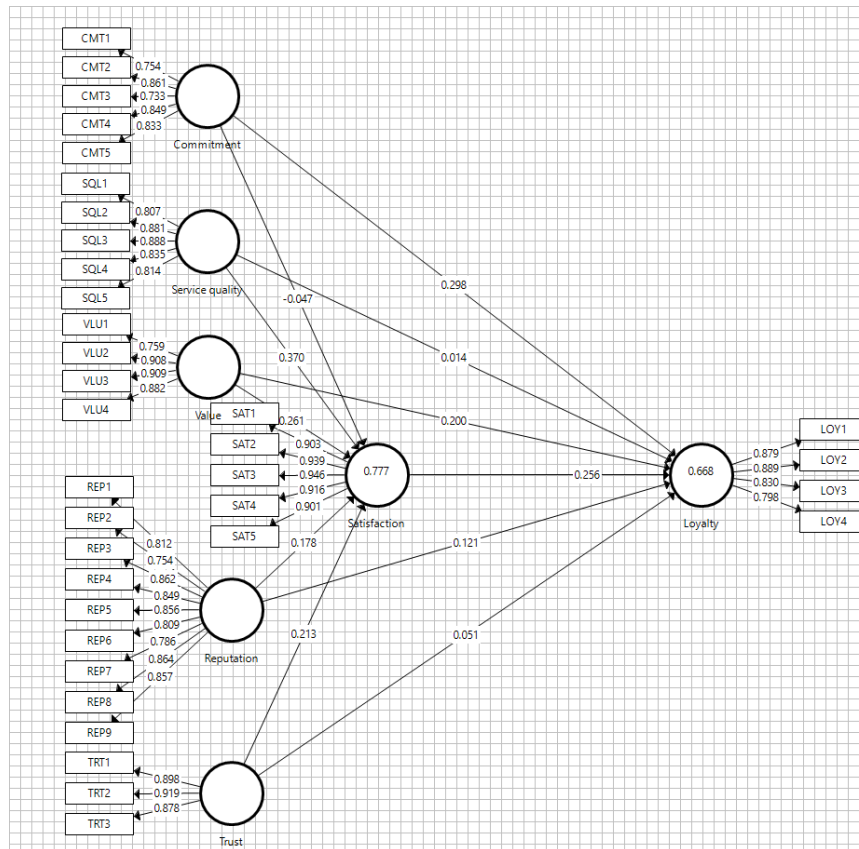 CMT1
CMT2
CMT3
CMT4
CMT5
0.754
0.861
0.733
0.849
0.833
Commitment
SQL1
SQL2
SQL3
SQL4
SQL5
0.807
0.881
0.888
0.835
0.814
Service quality
VLU1
VLU2
VLU3
VLU4
0.759
0.908
0.909
0.882
Value
-0.047
0.370
0.261
0.298
0.014
0.200
SAT1
SAT2
SAT3
SAT4
SAT5
0.903
0.939
0.946
0.916
0.901
0.777
Satisfaction
0.256
0.668
Loyalty
0.879
0.889
0.830
0.798
LOY1
LOY2
LOY3
LOY4
REP1
REP2
REP3
REP4
REP5
REP6
REP7
REP8
REP9
0.812
0.754
0.862
0.849
0.856
0.809
0.786
0.864
0.857
Reputation
0.178
0.121
0.213
0.051
TRT1
TRT2
TRT3
0.898
0.919
0.878
Trust